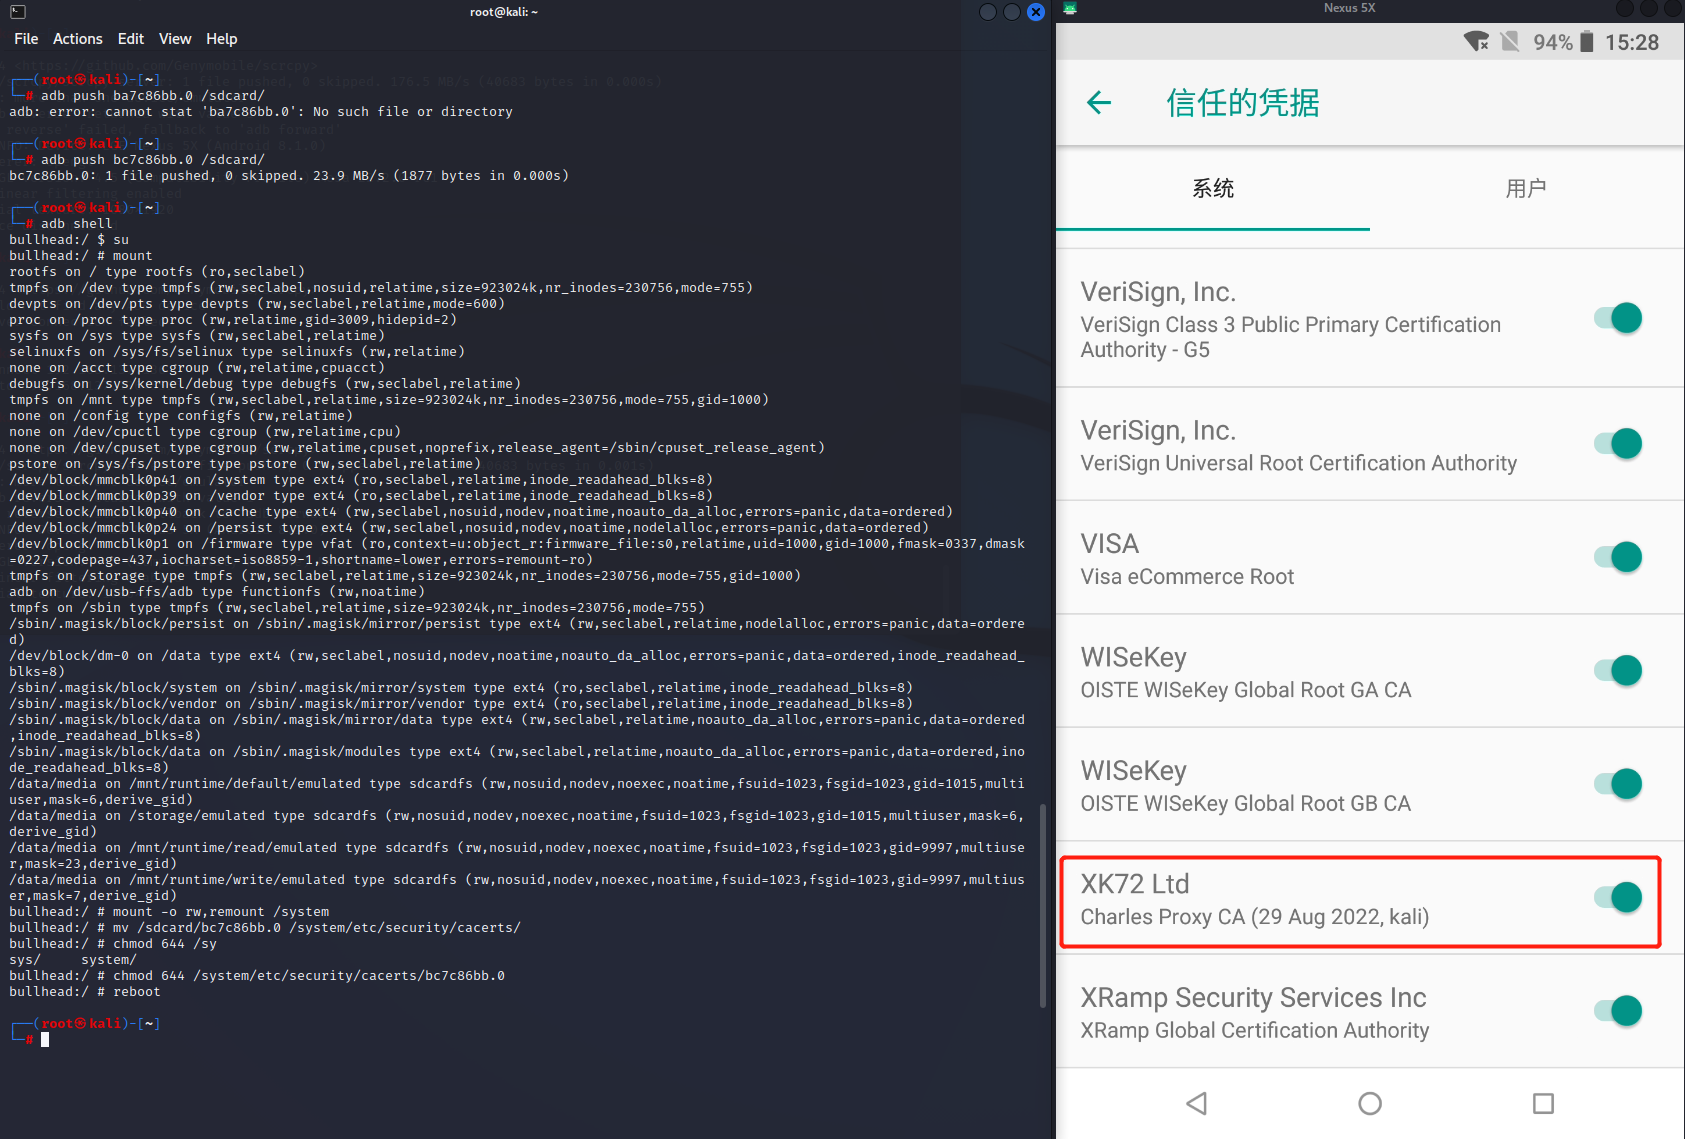 root@kali: ~
File Actions Edit View Help
┌──(root㉿kali)-[~]
└─# adb push ba7c86bb.0 /sdcard/
adb: error: cannot stat 'ba7c86bb.0': No such file or directory
┌──(root㉿kali)-[~]
└─# adb push bc7c86bb.0 /sdcard/
bc7c86bb.0: 1 file pushed, 0 skipped. 23.9 MB/s (1877 bytes in 0.000s)
┌──(root㉿kali)-[~]
└─# adb shell
bullhead:/ $ su
bullhead:/ # mount
rootfs on / type rootfs (ro,seclabel)
tmpfs on /dev type tmpfs (rw,seclabel,nosuid,relatime,size=923024k,nr_inodes=230756,mode=755)
devpts on /dev/pts type devpts (rw,seclabel,relatime,mode=600)
proc on /proc type proc (rw,relatime,gid=3009,hidepid=2)
sysfs on /sys type sysfs (rw,seclabel,relatime)
selinuxfs on /sys/fs/selinux type selinuxfs (rw,relatime)
none on /acct type cgroup (rw,relatime,cpuacct)
debugfs on /sys/kernel/debug type debugfs (rw,seclabel,relatime)
tmpfs on /mnt type tmpfs (rw,seclabel,relatime,size=923024k,nr_inodes=230756,mode=755,gid=1000)
none on /config type configfs (rw,relatime)
none on /dev/cpuctl type cgroup (rw,relatime,cpu)
none on /dev/cpuset type cgroup (rw,relatime,cpuset,noprefix,release_agent=/sbin/cpuset_release_agent)
pstore on /sys/fs/pstore type pstore (rw,seclabel,relatime)
/dev/block/mmcblk0p41 on /system type ext4 (ro,seclabel,relatime,inode_readahead_blks=8)
/dev/block/mmcblk0p39 on /vendor type ext4 (ro,seclabel,relatime,inode_readahead_blks=8)
/dev/block/mmcblk0p40 on /cache type ext4 (rw,seclabel,nosuid,nodev,noatime,noauto_da_alloc,errors=panic,data=ordered)
/dev/block/mmcblk0p24 on /persist type ext4 (rw,seclabel,nosuid,nodev,noatime,nodelalloc,errors=panic,data=ordered)
/dev/block/mmcblk0p1 on /firmware type vfat (ro,context=u:object_r:firmware_file:s0,relatime,uid=1000,gid=1000,fmask=0337,dmask
=0227,codepage=437,iocharset=iso8859-1,shortname=lower,errors=remount-ro)
tmpfs on /storage type tmpfs (rw,seclabel,relatime,size=923024k,nr_inodes=230756,mode=755,gid=1000)
adb on /dev/usb-ffs/adb type functionfs (rw,noatime)
tmpfs on /sbin type tmpfs (rw,seclabel,relatime,size=923024k,nr_inodes=230756,mode=755)
/sbin/.magisk/block/persist on /sbin/.magisk/mirror/persist type ext4 (rw,seclabel,relatime,nodelalloc,errors=panic,data=ordere
d)
/dev/block/dm-0 on /data type ext4 (rw,seclabel,nosuid,nodev,noatime,noauto_da_alloc,errors=panic,data=ordered,inode_readahead_
blks=8)
/sbin/.magisk/block/system on /sbin/.magisk/mirror/system type ext4 (ro,seclabel,relatime,inode_readahead_blks=8)
/sbin/.magisk/block/vendor on /sbin/.magisk/mirror/vendor type ext4 (ro,seclabel,relatime,inode_readahead_blks=8)
/sbin/.magisk/block/data on /sbin/.magisk/mirror/data type ext4 (rw,seclabel,relatime,noauto_da_alloc,errors=panic,data=ordered
,inode_readahead_blks=8)
/sbin/.magisk/block/data on /sbin/.magisk/modules type ext4 (rw,seclabel,relatime,noauto_da_alloc,errors=panic,data=ordered,ino
de_readahead_blks=8)
/data/media on /mnt/runtime/default/emulated type sdcardfs (rw,nosuid,nodev,noexec,noatime,fsuid=1023,fsgid=1023,gid=1015,multi
user,mask=6,derive_gid)
/data/media on /storage/emulated type sdcardfs (rw,nosuid,nodev,noexec,noatime,fsuid=1023,fsgid=1023,gid=1015,multiuser,mask=6,
derive_gid)
/data/media on /mnt/runtime/read/emulated type sdcardfs (rw,nosuid,nodev,noexec,noatime,fsuid=1023,fsgid=1023,gid=9997,multiuse
r,mask=23,derive_gid)
/data/media on /mnt/runtime/write/emulated type sdcardfs (rw,nosuid,nodev,noexec,noatime,fsuid=1023,fsgid=1023,gid=9997,multius
er,mask=7,derive_gid)
bullhead:/ # mount -o rw,remount /system
bullhead:/ # mv /sdcard/bc7c86bb.0 /system/etc/security/cacerts/
bullhead:/ # chmod 644 /sy
sys/ system/
bullhead:/ # chmod 644 /system/etc/security/cacerts/bc7c86bb.0
bullhead:/ # reboot
┌──(root㉿kali)-[~]
└─#
Nexus 5X
94% 15:28
信任的凭据
系统 用户
VeriSign, Inc.
VeriSign Class 3 Public Primary Certification
Authority - G5
VeriSign, Inc.
VeriSign Universal Root Certification Authority
VISA
Visa eCommerce Root
WISeKey
OISTE WISeKey Global Root GA CA
WISeKey
OISTE WISeKey Global Root GB CA
XK72 Ltd
Charles Proxy CA (29 Aug 2022, kali)
XRamp Security Services Inc
XRamp Global Certification Authority